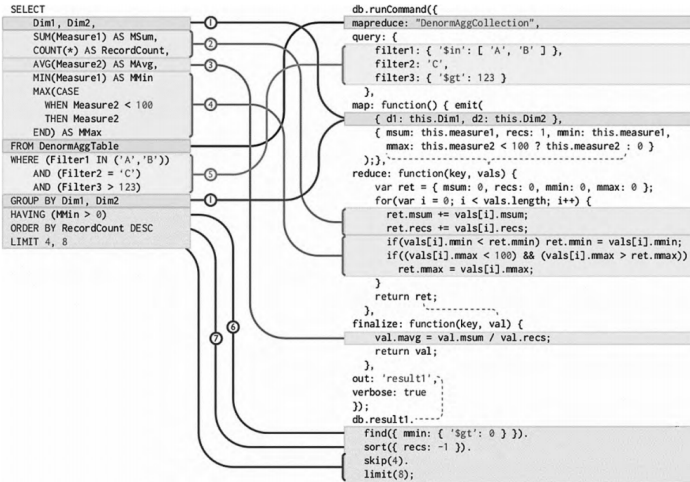 SELECT
Dim1, Dim2,
SUM(Measure1) AS MSum,
COUNT(*) AS RecordCount,
AVG(Measure2) AS MAvg,
MIN(Measure1) AS MMin
MAX(CASE
WHEN Measure2 < 100
THEN Measure2
END) AS MMax
FROM DenormAggTable
WHERE (Filter1 IN ('A','B'))
AND (Filter2 = 'C')
AND (Filter3 > 123)
GROUP BY Dim1, Dim2
HAVING (MMin > 0)
ORDER BY RecordCount DESC
LIMIT 4, 8
1
2
3
4
5
1
6
7
db.runCommand({
mapreduce: "DenormAggCollection",
query: {
filter1: { '$in': [ 'A', 'B' ] },
filter2: 'C',
filter3: { '$gt': 123 }
},
map: function() { emit(
{ d1: this.Dim1, d2: this.Dim2 },
{ msum: this.measure1, recs: 1, mmin: this.measure1,
mmax: this.measure2 < 100 ? this.measure2 : 0 }
);},
reduce: function(key, vals) {
var ret = { msum: 0, recs: 0, mmin: 0, mmax: 0 };
for(var i = 0; i < vals.length; i++) {
ret.msum += vals[i].msum;
ret.recs += vals[i].recs;
if(vals[i].mmin < ret.mmin) ret.mmin = vals[i].mmin;
if((vals[i].mmax < 100) && (vals[i].mmax > ret.mmax))
ret.mmax = vals[i].mmax;
}
return ret;
},
finalize: function(key, val) {
val.mavg = val.msum / val.recs;
return val;
},
out: 'result1',
verbose: true
});
db.result1.
find({ mmin: { '$gt': 0 } }).
sort({ recs: -1 }).
skip(4).
limit(8);